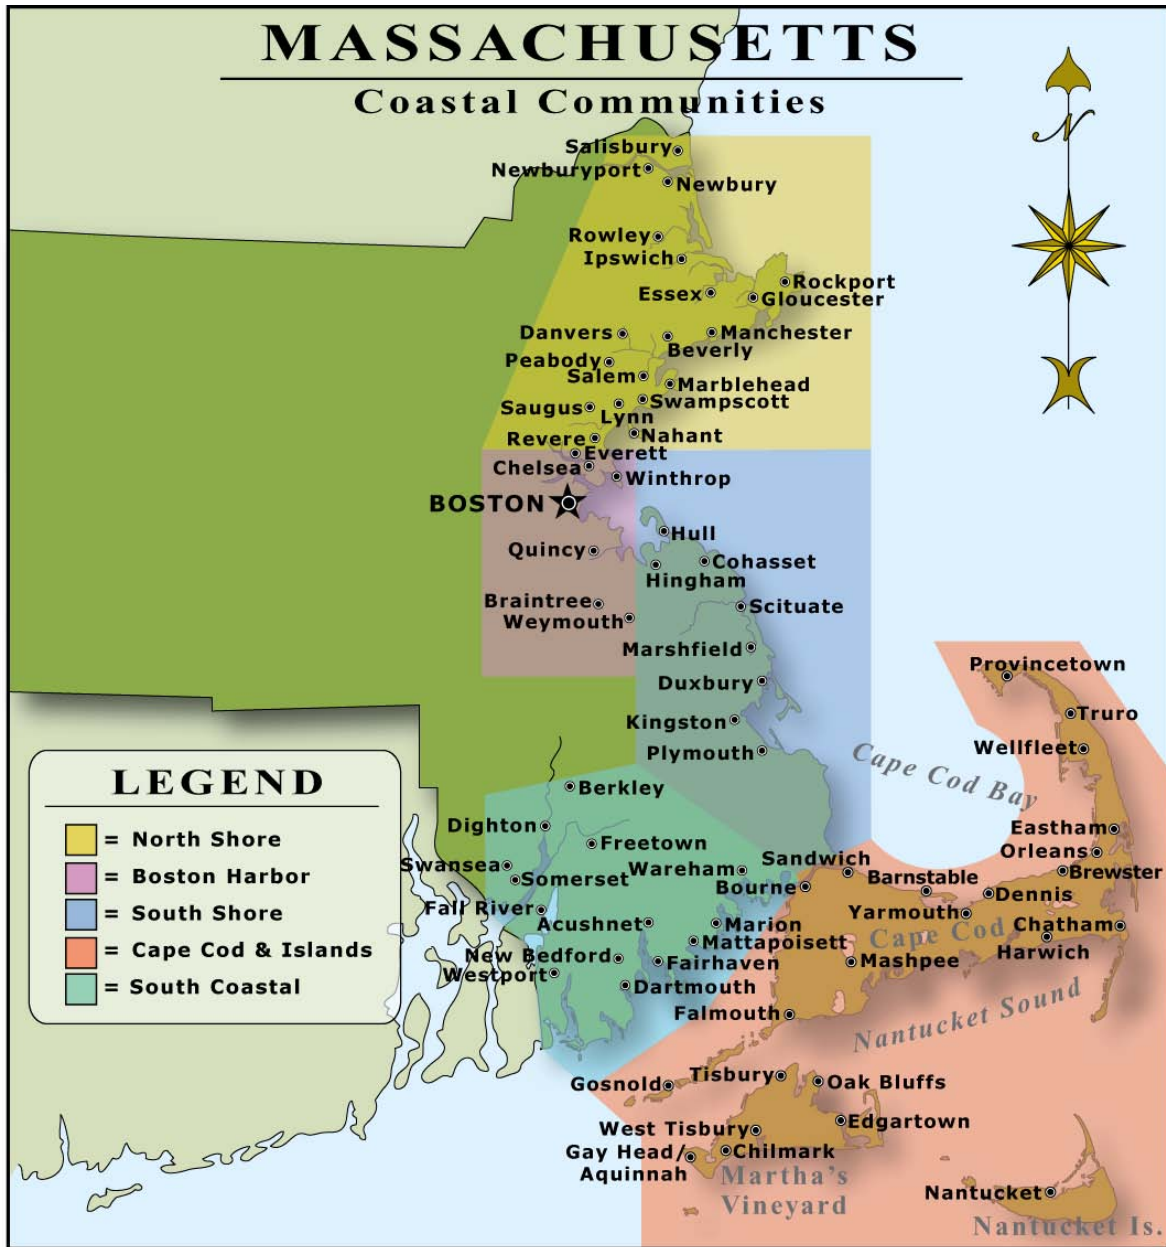 MASSACHUSETTS
Coastal Communities
N
Salisbury
Newburyport
Newbury
Rowley
Ipswich
Rockport
Essex
Gloucester
Danvers
Manchester
Beverly
Peabody
Salem
Marblehead
Swampscott
Saugus
Lynn
Revere
Nahant
Everett
Chelsea
Winthrop
BOSTON
Hull
Quincy
Cohasset
Hingham
Braintree
Scituate
Weymouth
Marshfield
Provincetown
Duxbury
Truro
Kingston
Wellfleet
Plymouth
Cape Cod Bay
LEGEND
= North Shore
= Boston Harbor
= South Shore
= Cape Cod & Islands
= South Coastal
Berkley
Dighton
Eastham
Freetown
Orleans
Swansea
Wareham
Sandwich
Brewster
Somerset
Bourne
Barnstable
Dennis
Fall River
Acushnet
Marion
Yarmouth
Chatham
Cape Cod
Mattapoisett
Harwich
New Bedford
Fairhaven
Mashpee
Westport
Dartmouth
Falmouth
Nantucket Sound
Gosnold
Tisbury
Oak Bluffs
West Tisbury
Edgartown
Gay Head/
Aquinnah
Chilmark
Martha's
Vineyard
Nantucket
Nantucket Is.